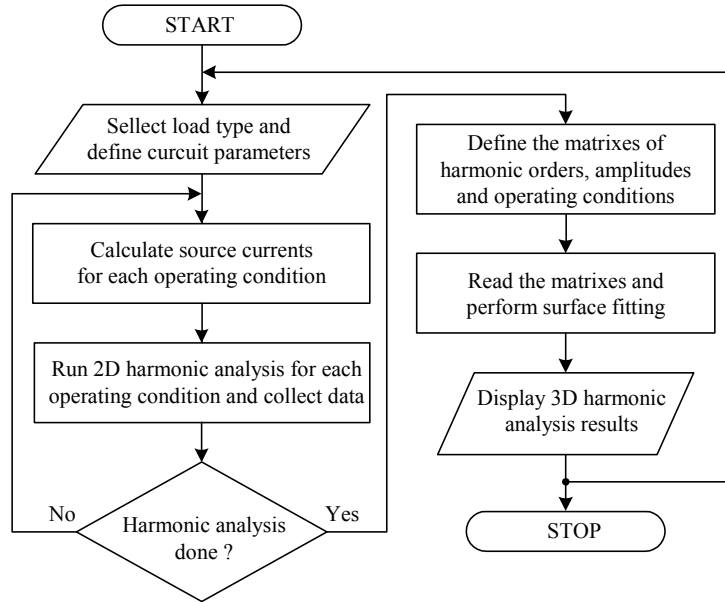 START
Sellect load type and
define curcuit parameters
Calculate source currents
for each operating condition
Run 2D harmonic analysis for each
operating condition and collect data
No
Harmonic analysis
done ?
Yes
Define the matrixes of
harmonic orders, amplitudes
and operating conditions
Read the matrixes and
perform surface fitting
Display 3D harmonic
analysis results
STOP